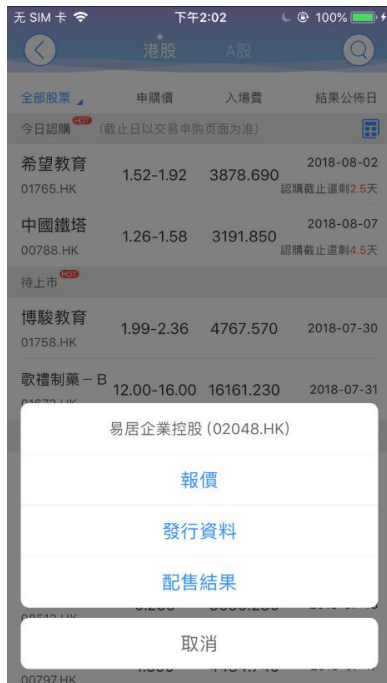 无 SIM 卡 下午2:02 100%
港股 A股
全部股票 申購價 入場費 結果公佈日
今日認購 HOT (截止日以交易申购页面为准)
希望教育 1.52-1.92 3878.690 2018-08-02
01765.HK 認購截止還剩2.5天
中國鐵塔 1.26-1.58 3191.850 2018-08-07
00788.HK 認購截止還剩4.5天
待上市 HOT
博駿教育 1.99-2.36 4767.570 2018-07-30
01758.HK
歌禮制藥－B 12.00-16.00 16161.230 2018-07-31
易居企業控股 (02048.HK)
報價
發行資料
配售結果
取消
00797.HK